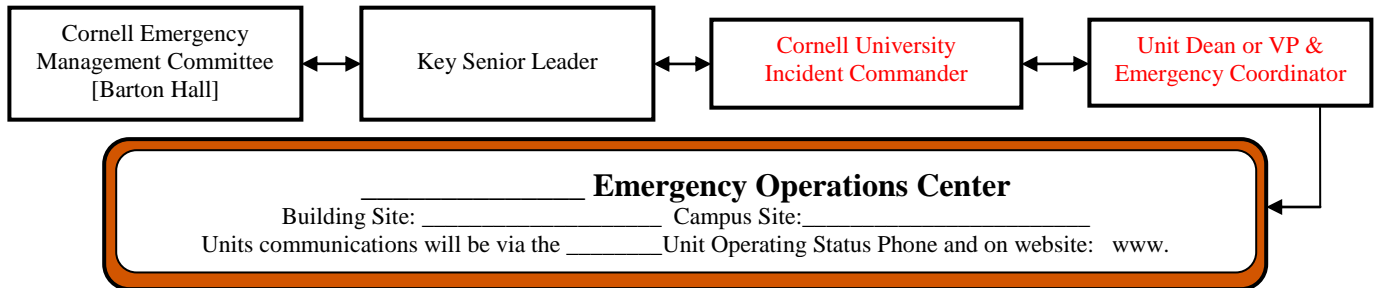 Cornell Emergency
Management Committee
[Barton Hall]
Key Senior Leader
Cornell University
Incident Commander
Unit Dean or VP &
Emergency Coordinator
______________ Emergency Operations Center
Building Site: ____________________ Campus Site:________________________
Units communications will be via the ________Unit Operating Status Phone and on website: www.